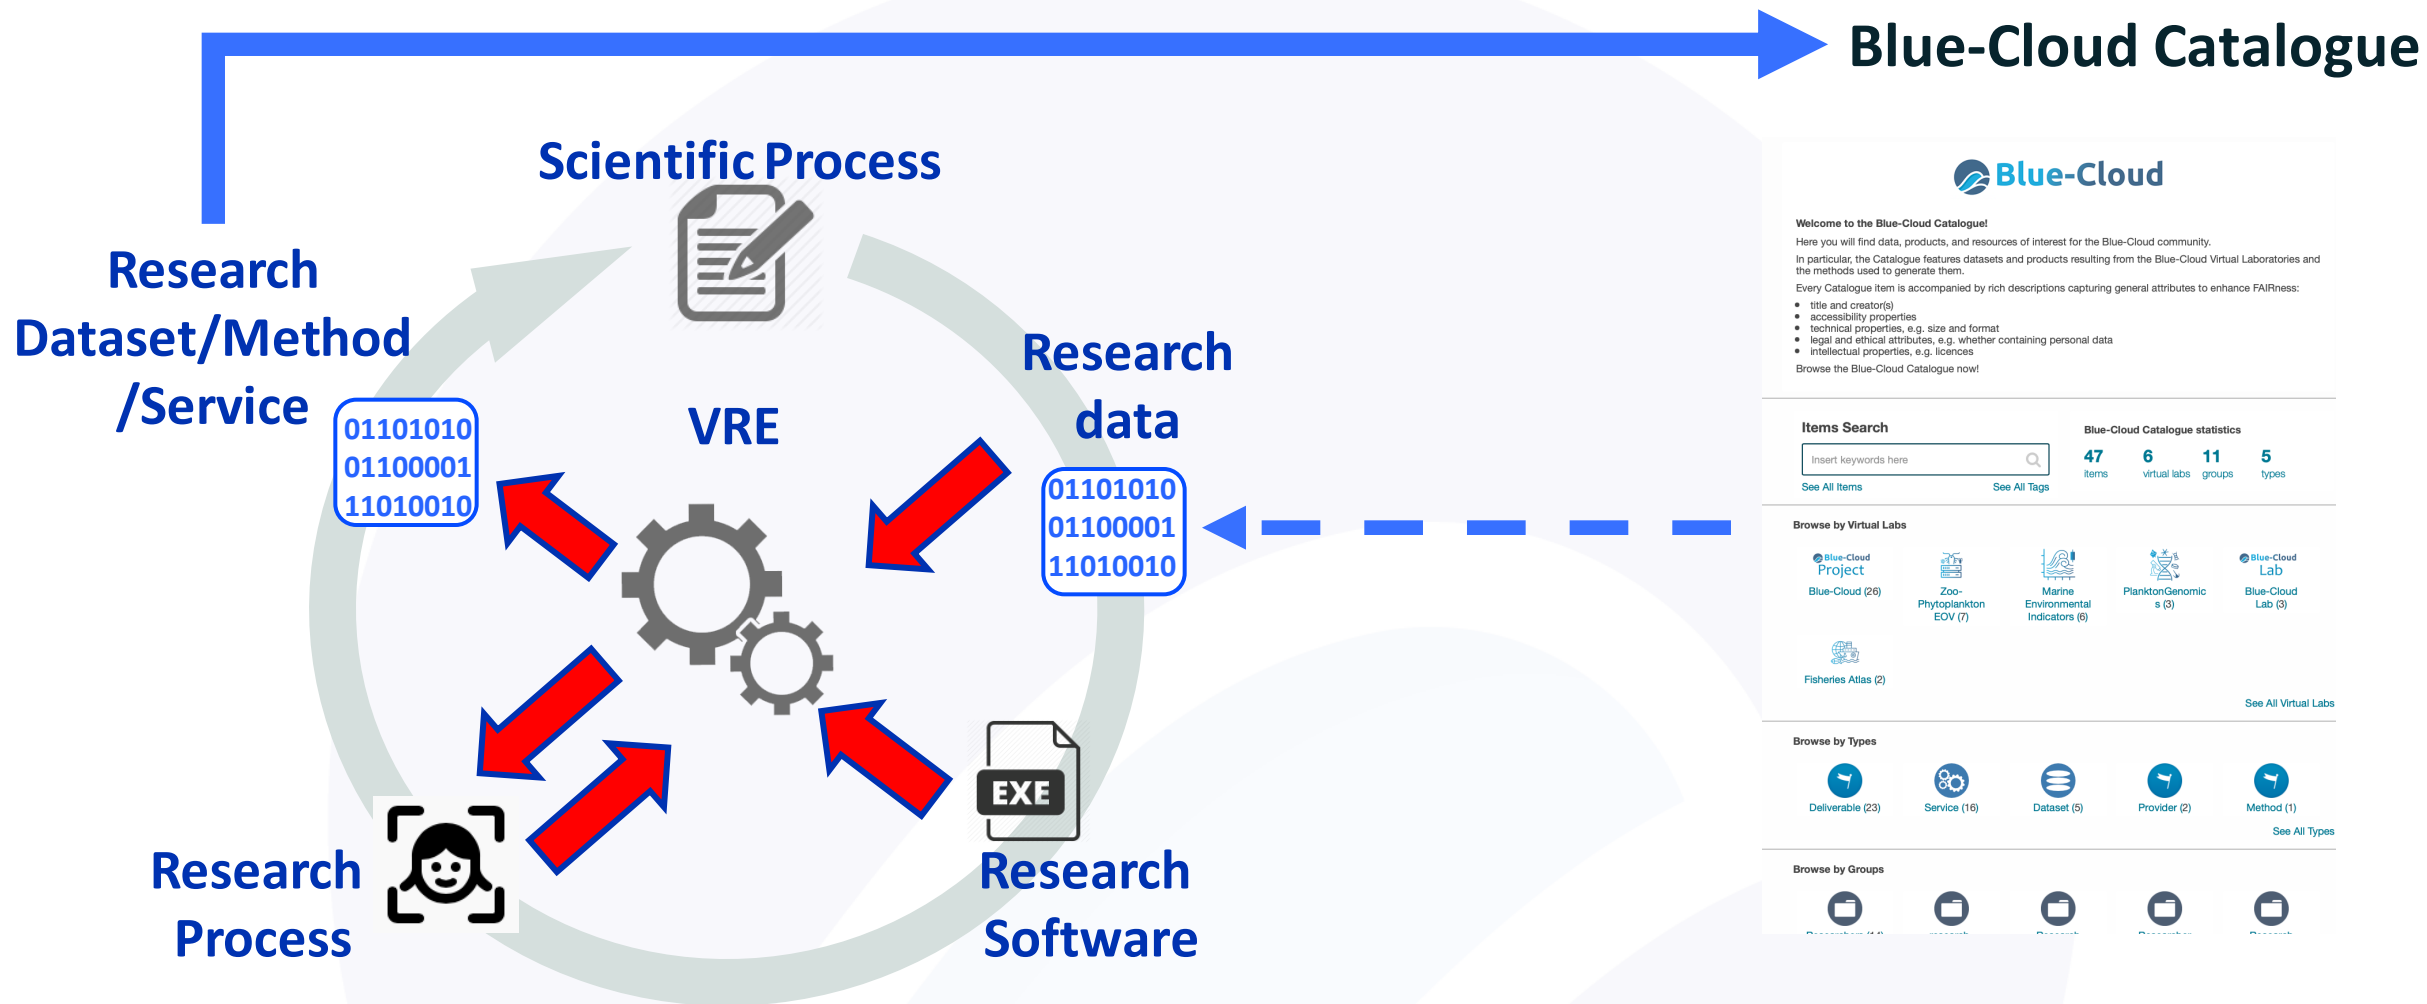 Blue-Cloud Catalogue
Scientific Process
Research
Dataset/Method
/Service
01101010
01100001
11010010
VRE
Research
data
01101010
01100001
11010010
EXE
Research
Software
Research
Process
Blue-Cloud
Welcome to the Blue-Cloud Catalogue!
Here you will find data, products, and resources of interest for the Blue-Cloud community.
In particular, the Catalogue features datasets and products resulting from the Blue-Cloud Virtual Laboratories and
the methods used to generate them.
Every Catalogue item is accompanied by rich descriptions capturing general attributes to enhance FAIRness:
• title and creator(s)
• accessibility properties
• technical properties, e.g. size and format
• legal and ethical attributes, e.g. whether containing personal data
• intellectual properties, e.g. licences
Browse the Blue-Cloud Catalogue now!
Items Search
Insert keywords here
See All Items
See All Tags
Blue-Cloud Catalogue statistics
47 6 11 5
items virtual labs groups types
Browse by Virtual Labs
Blue-Cloud
Project
Blue-Cloud (26)
Zoo-
Phytoplankton
EOV (7)
Marine
Environmental
Indicators (6)
PlanktonGenomic
s (3)
Blue-Cloud
Lab
Blue-Cloud
Lab (3)
Fisheries Atlas (2)
See All Virtual Labs
Browse by Types
Deliverable (23)
Service (16)
Dataset (5)
Provider (2)
Method (1)
See All Types
Browse by Groups